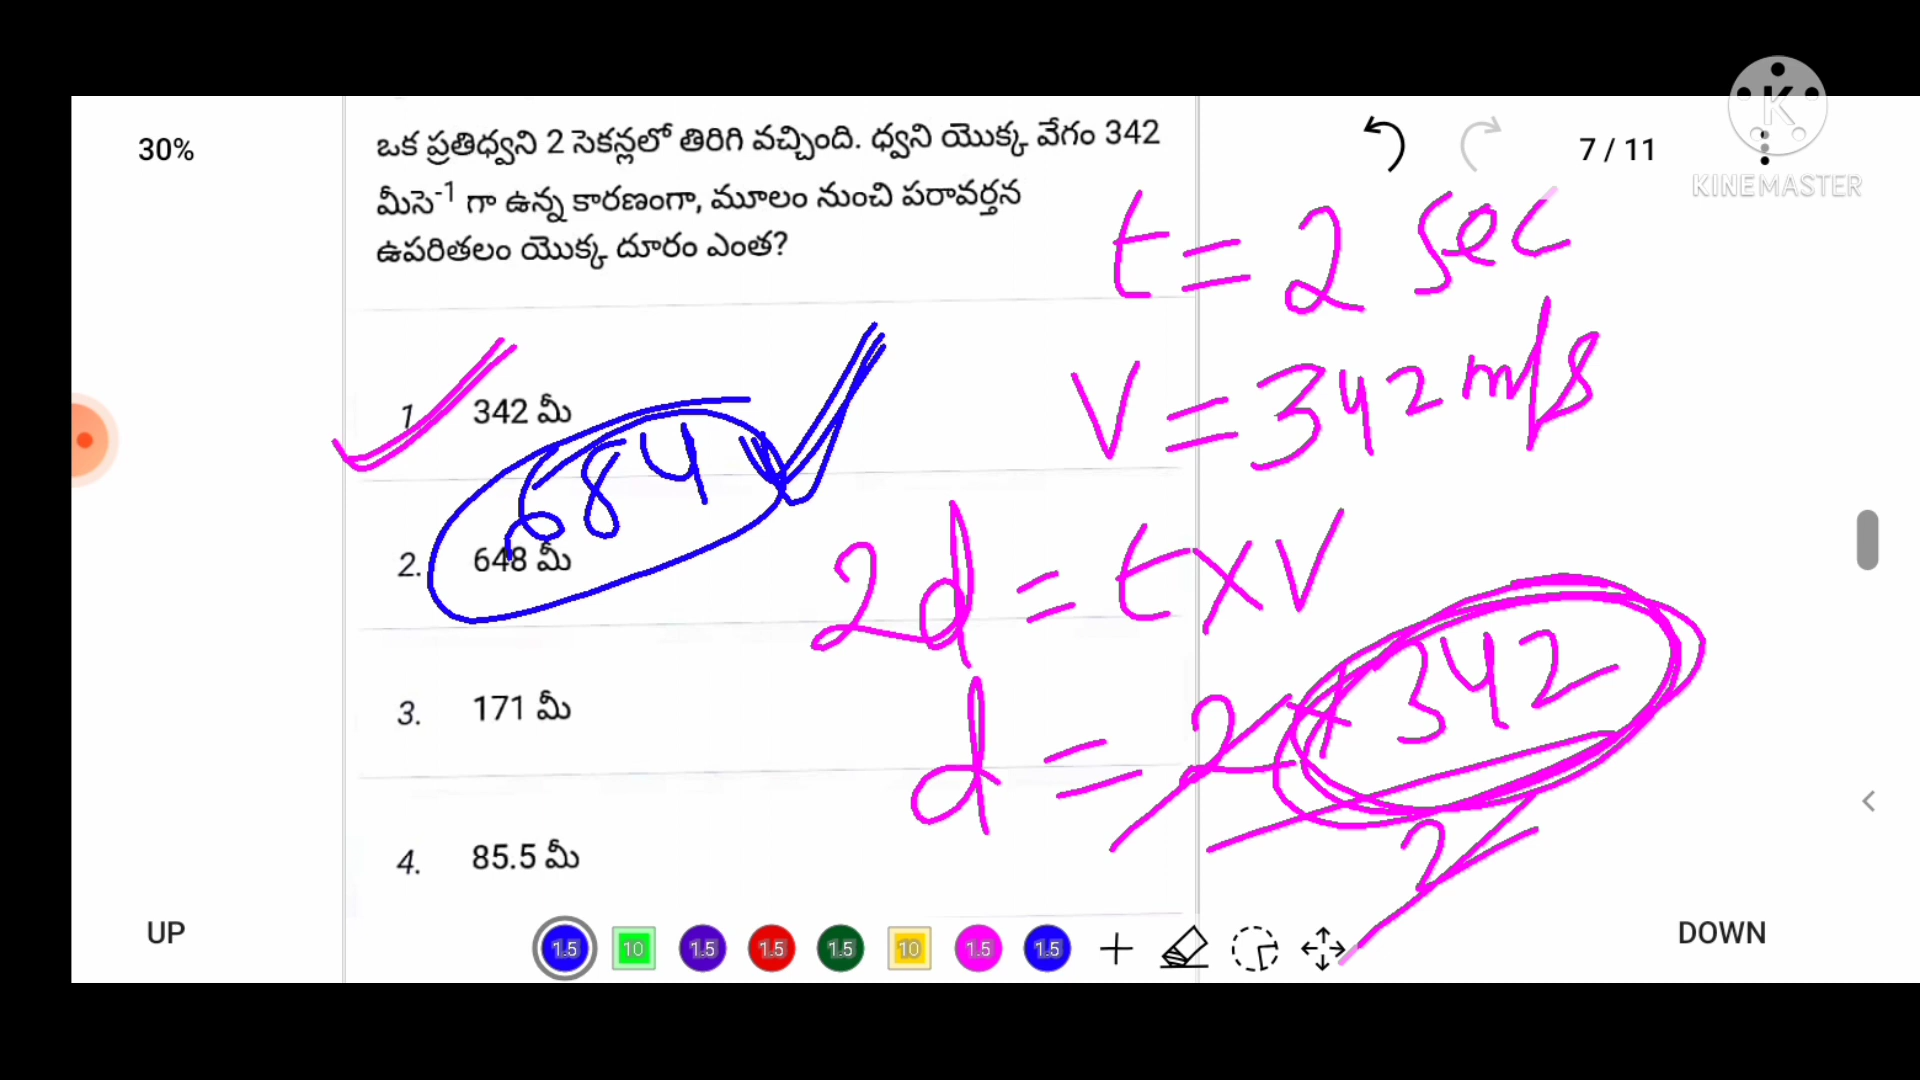 30%
ఒక ప్రతిధ్వని 2 సెకన్లలో తిరిగి వచ్చింది. ధ్వని యొక్క వేగం 342
మీసె-1 గా ఉన్న కారణంగా, మూలం నుంచి పరావర్తన
ఉపరితలం యొక్క దూరం ఎంత?
7 / 11
K
KINEMASTER
t = 2 sec
V = 342 m/s
1. 342 మీ
684
2. 648 మీ
2d = t x V
3. 171 మీ
d = 2 x 342
2
4. 85.5 మీ
UP
1.5 10 1.5 1.5 1.5 10 1.5 1.5
DOWN